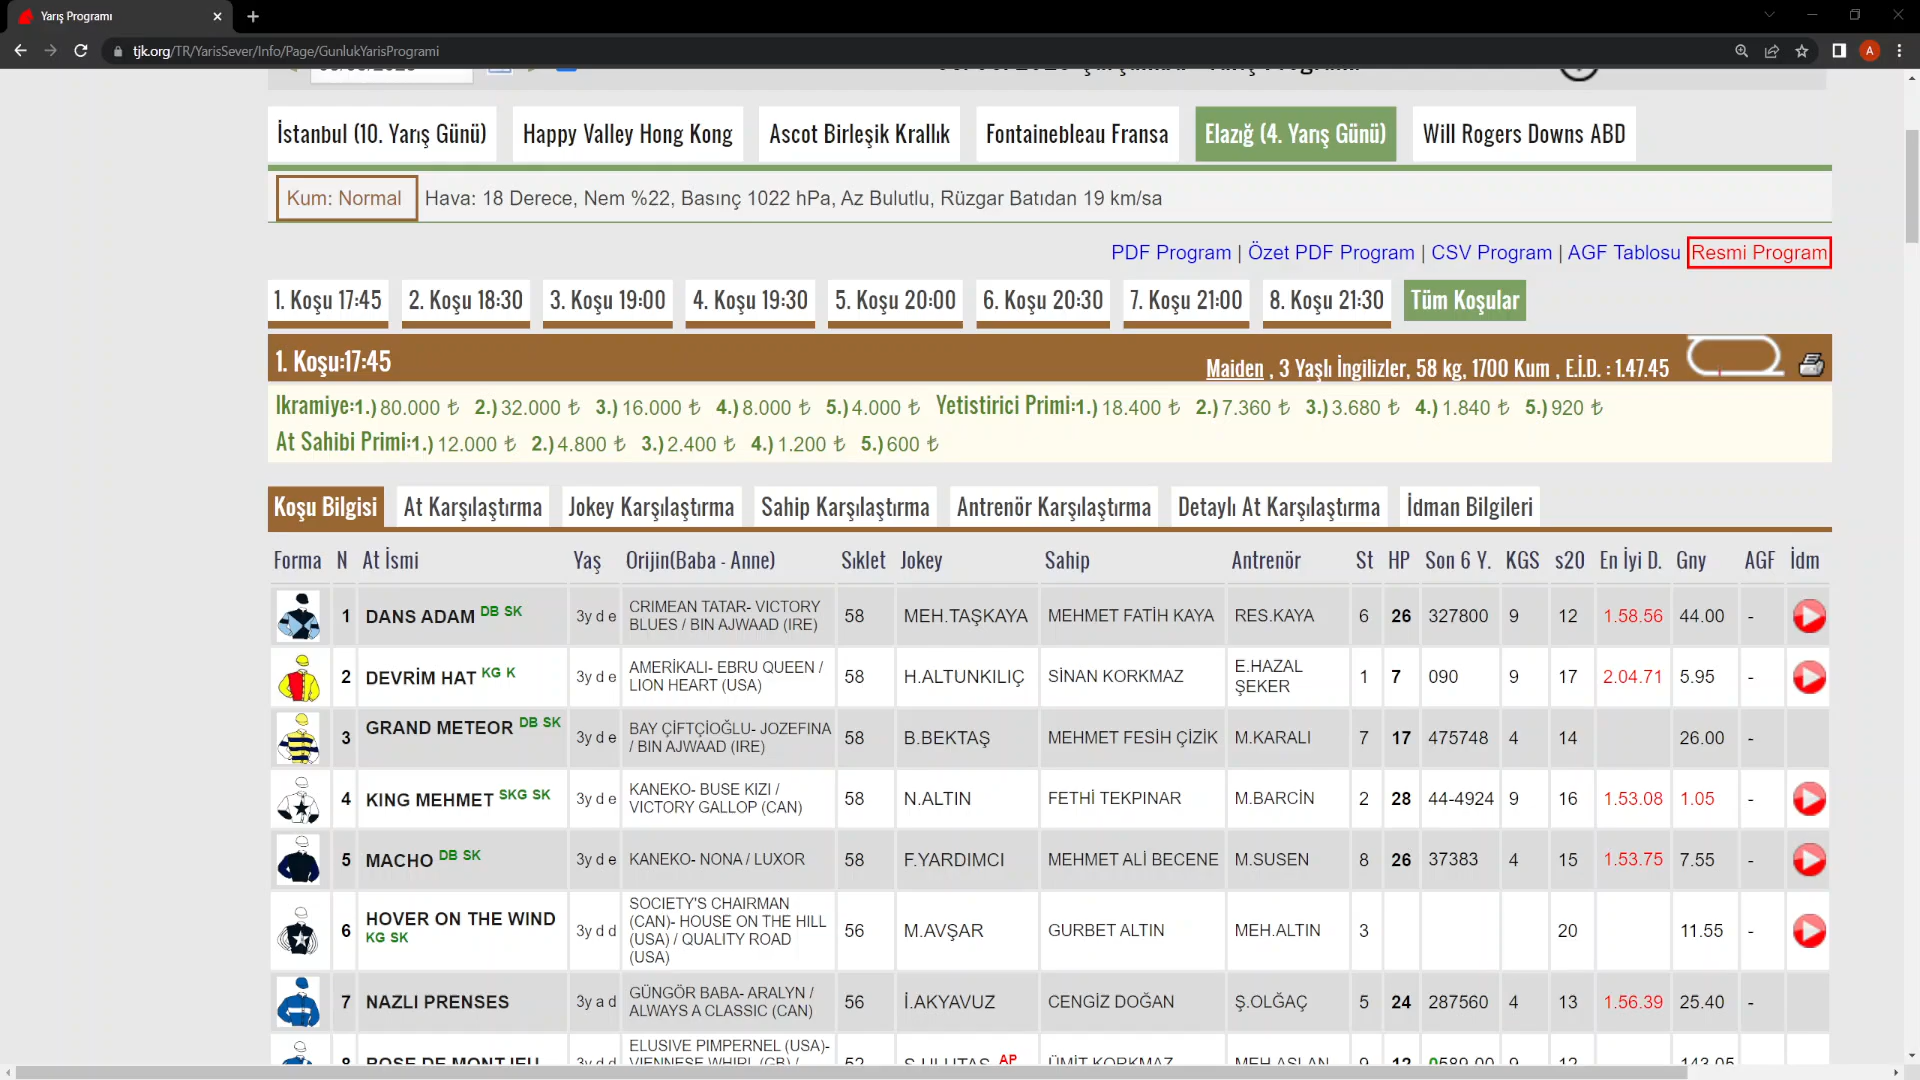 Yarış Programı
tjk.org/TR/YarisSever/Info/Page/GunlukYarisProgrami
A
İstanbul (10. Yarış Günü) Happy Valley Hong Kong Ascot Birleşik Krallık Fontainebleau Fransa Elazığ (4. Yarış Günü) Will Rogers Downs ABD
Kum: Normal Hava: 18 Derece, Nem %22, Basınç 1022 hPa, Az Bulutlu, Rüzgar Batıdan 19 km/sa
PDF Program | Özet PDF Program | CSV Program | AGF Tablosu Resmi Program
1. Koşu 17:45 2. Koşu 18:30 3. Koşu 19:00 4. Koşu 19:30 5. Koşu 20:00 6. Koşu 20:30 7. Koşu 21:00 8. Koşu 21:30 Tüm Koşular
1. Koşu:17:45 Maiden , 3 Yaşlı İngilizler, 58 kg, 1700 Kum , E.İ.D. : 1.47.45
Ikramiye:1.) 80.000 ₺ 2.) 32.000 ₺ 3.) 16.000 ₺ 4.) 8.000 ₺ 5.) 4.000 ₺ Yetistirici Primi:1.) 18.400 ₺ 2.) 7.360 ₺ 3.) 3.680 ₺ 4.) 1.840 ₺ 5.) 920 ₺
At Sahibi Primi:1.) 12.000 ₺ 2.) 4.800 ₺ 3.) 2.400 ₺ 4.) 1.200 ₺ 5.) 600 ₺
Koşu Bilgisi At Karşılaştırma Jokey Karşılaştırma Sahip Karşılaştırma Antrenör Karşılaştırma Detaylı At Karşılaştırma İdman Bilgileri
Forma N At İsmi Yaş Orijin(Baba - Anne) Sıklet Jokey Sahip Antrenör St HP Son 6 Y. KGS s20 En İyi D. Gny AGF İdm
1 DANS ADAM DB SK 3y d e CRIMEAN TATAR- VICTORY BLUES / BIN AJWAAD (IRE) 58 MEH.TAŞKAYA MEHMET FATİH KAYA RES.KAYA 6 26 327800 9 12 1.58.56 44.00 -
2 DEVRİM HAT KG K 3y d e AMERİKALI- EBRU QUEEN / LION HEART (USA) 58 H.ALTUNKILIÇ SİNAN KORKMAZ E.HAZAL ŞEKER 1 7 090 9 17 2.04.71 5.95 -
3 GRAND METEOR DB SK 3y d e BAY ÇİFTÇİOĞLU- JOZEFINA / BIN AJWAAD (IRE) 58 B.BEKTAŞ MEHMET FESİH ÇİZİK M.KARALI 7 17 475748 4 14 26.00 -
4 KING MEHMET SKG SK 3y d e KANEKO- BUSE KIZI / VICTORY GALLOP (CAN) 58 N.ALTIN FETHİ TEKPINAR M.BARCİN 2 28 44-4924 9 16 1.53.08 1.05 -
5 MACHO DB SK 3y d e KANEKO- NONA / LUXOR 58 F.YARDIMCI MEHMET ALİ BECENE M.SUSEN 8 26 37383 4 15 1.53.75 7.55 -
6 HOVER ON THE WIND KG SK 3y d d SOCIETY'S CHAIRMAN (CAN)- HOUSE ON THE HILL (USA) / QUALITY ROAD (USA) 56 M.AVŞAR GURBET ALTIN MEH.ALTIN 3 20 11.55 -
7 NAZLI PRENSES 3y a d GÜNGÖR BABA- ARALYN / ALWAYS A CLASSIC (CAN) 56 İ.AKYAVUZ CENGİZ DOĞAN Ş.OLĞAÇ 5 24 287560 4 13 1.56.39 25.40 -
ELUSIVE PIMPERNEL (USA)- AP